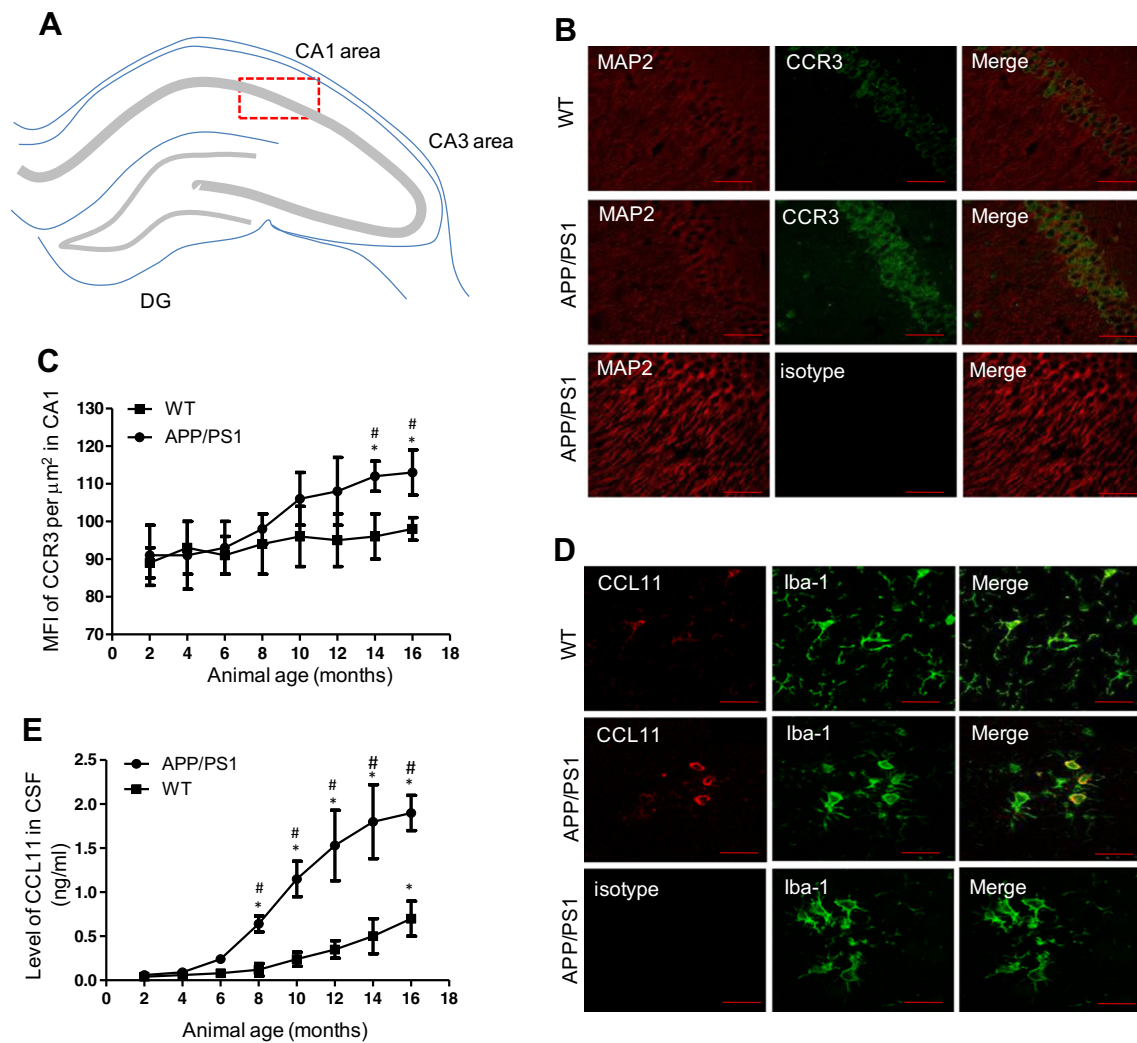 A
CA1 area
CA3 area
DG
B
WT
MAP2
CCR3
Merge
APP/PS1
MAP2
CCR3
Merge
APP/PS1
MAP2
isotype
Merge
C
MFI of CCR3 per μm² in CA1
130
120
110
100
90
80
70
WT
APP/PS1
#
*
#
*
0 2 4 6 8 10 12 14 16 18
Animal age (months)
D
WT
CCL11
Iba-1
Merge
APP/PS1
CCL11
Iba-1
Merge
APP/PS1
isotype
Iba-1
Merge
E
Level of CCL11 in CSF
(ng/ml)
2.5
2.0
1.5
1.0
0.5
0.0
APP/PS1
WT
#
*
#
*
#
*
#
*
#
*
*
0 2 4 6 8 10 12 14 16 18
Animal age (months)